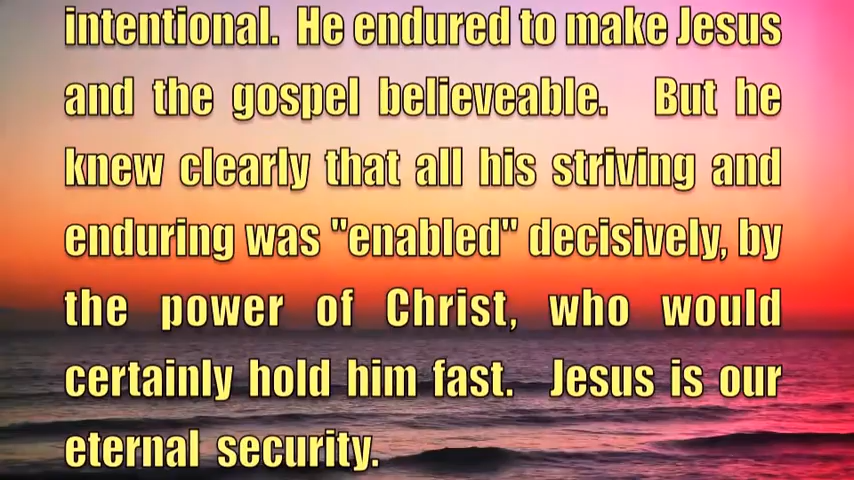 intentional. He endured to make Jesus
and the gospel believeable. But he
knew clearly that all his striving and
enduring was "enabled" decisively, by
the power of Christ, who would
certainly hold him fast. Jesus is our
eternal security.